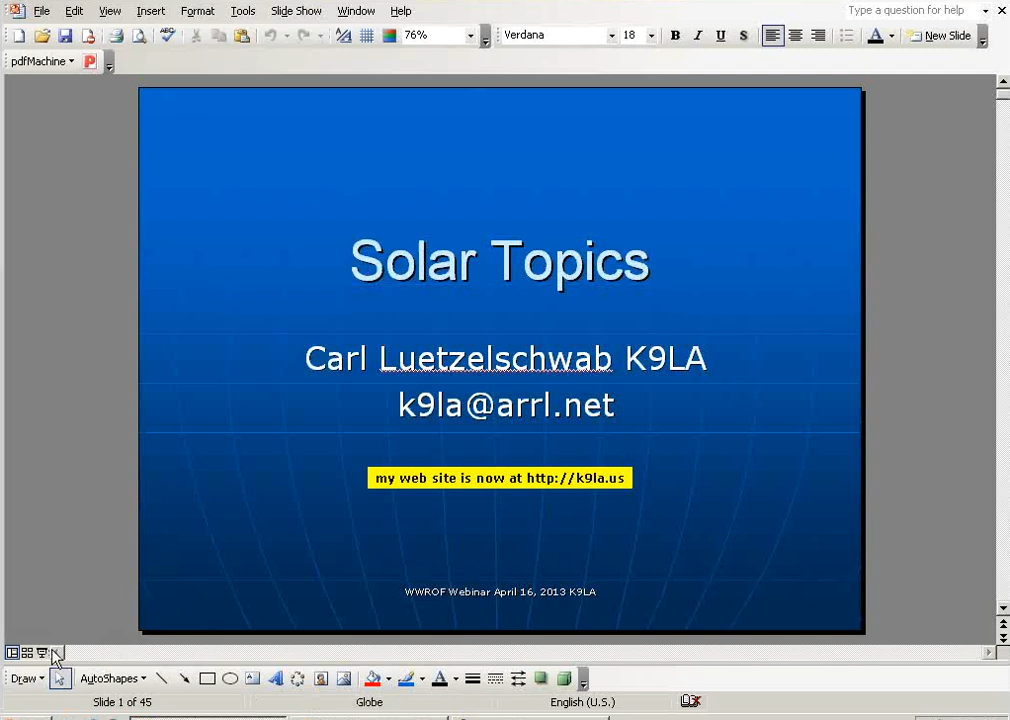 File Edit View Insert Format Tools Slide Show Window Help Type a question for help
76% Verdana 18 B I U S A New Slide
pdfMachine
Solar Topics
Carl Luetzelschwab K9LA
k9la@arrl.net
my web site is now at http://k9la.us
WWROF Webinar April 16, 2013 K9LA
Draw AutoShapes A
Slide 1 of 45 Globe English (U.S.)